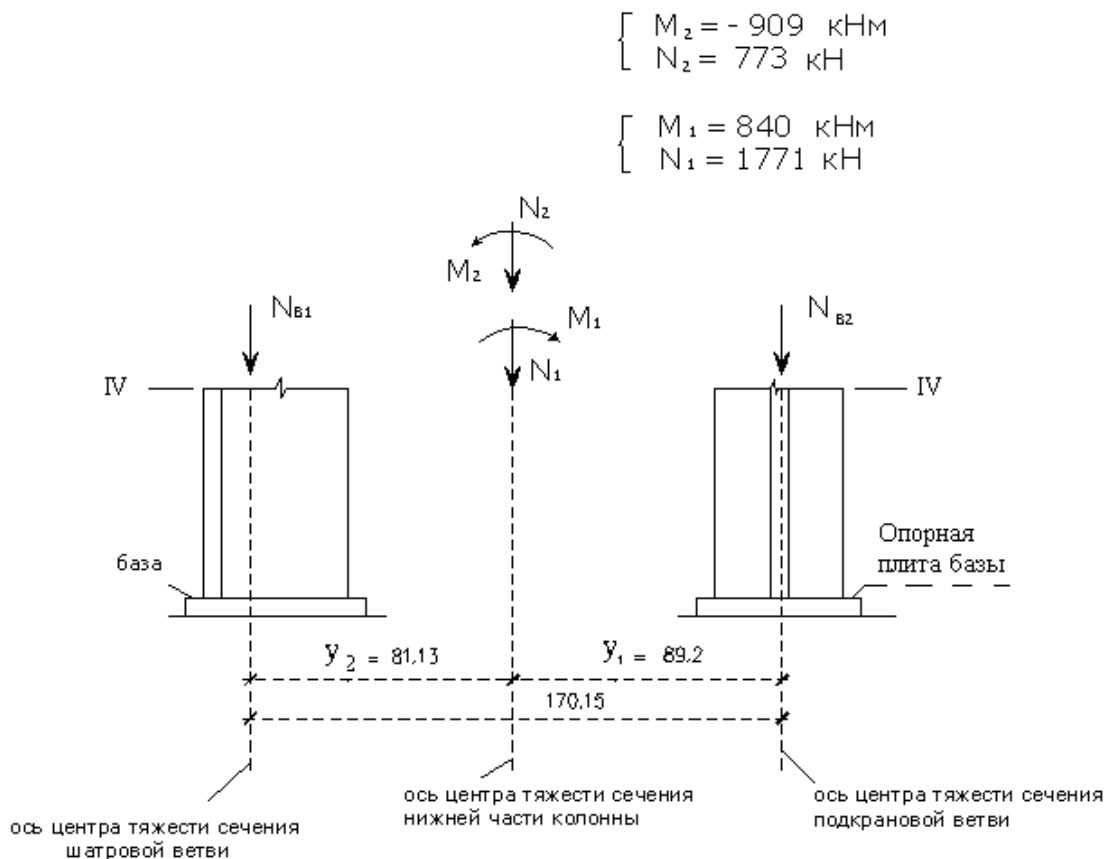 M₂ = - 909 кНм
N₂ = 773 кН
M₁ = 840 кНм
N₁ = 1771 кН
N₂
M₂
Nв1
M₁
Nв2
N₁
IV
IV
база
Опорная
плита базы
y₂ = 81.13
y₁ = 89.2
170.15
ось центра тяжести сечения
шатровой ветви
ось центра тяжести сечения
нижней части колонны
ось центра тяжести сечения
подкрановой ветви